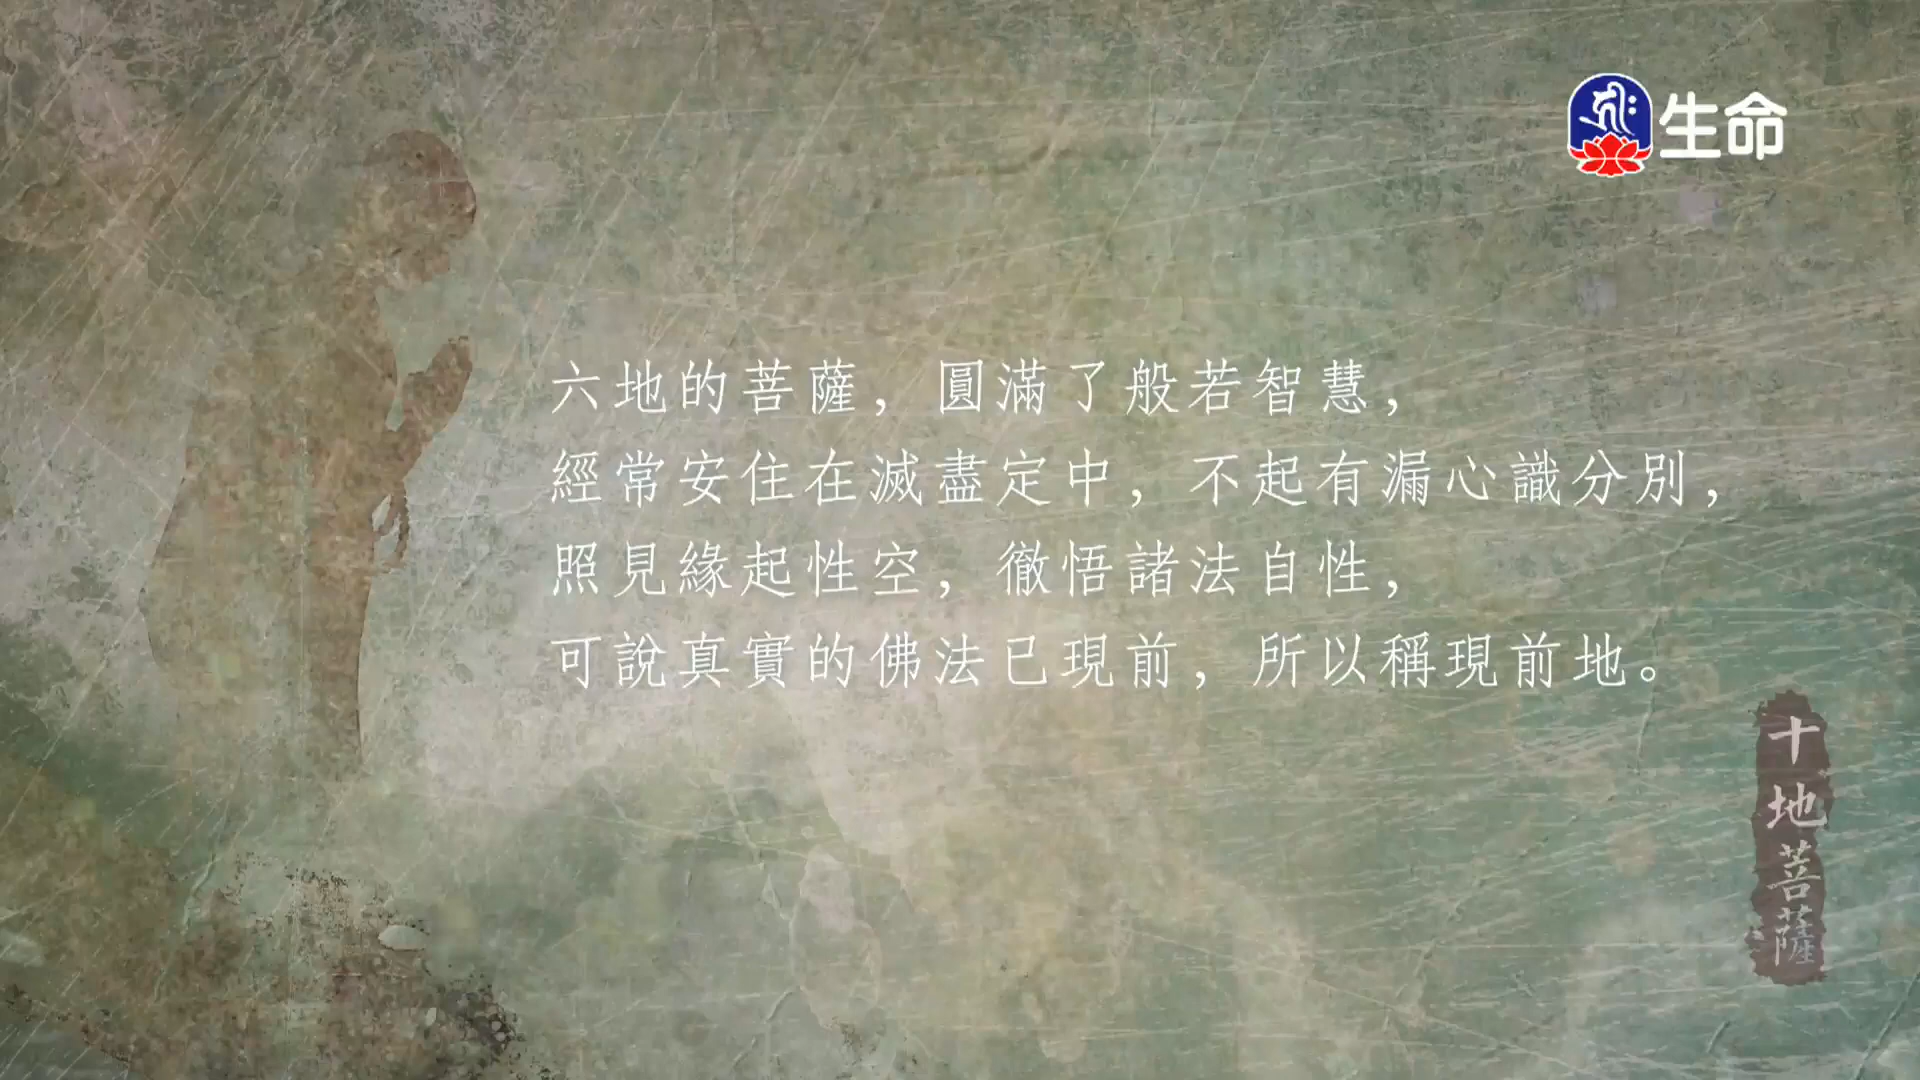 生命
六地的菩薩，圓滿了般若智慧，
經常安住在滅盡定中，不起有漏心識分別，
照見緣起性空，徹悟諸法自性，
可說真實的佛法已現前，所以稱現前地。
十地菩薩